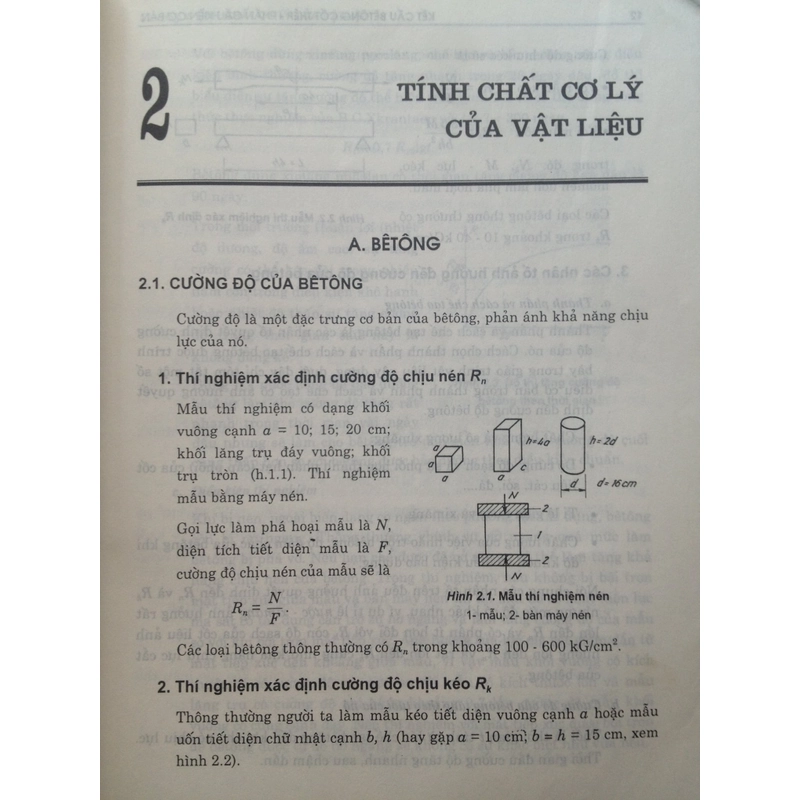 2
TÍNH CHẤT CƠ LÝ
CỦA VẬT LIỆU
A. BÊTÔNG
2.1. CƯỜNG ĐỘ CỦA BÊTÔNG
Cường độ là một đặc trưng cơ bản của bêtông, phản ánh khả năng chịu
lực của nó.
1. Thí nghiệm xác định cường độ chịu nén Rn
Mẫu thí nghiệm có dạng khối
vuông cạnh a = 10; 15; 20 cm;
khối lăng trụ đáy vuông; khối
trụ tròn (h.1.1). Thí nghiệm
mẫu bằng máy nén.
Gọi lực làm phá hoại mẫu là N,
diện tích tiết diện mẫu là F,
cường độ chịu nén của mẫu sẽ là
Rn = N/F.
a
a
a
h=4a
c
a
h=2d
d
d=16cm
N
2
1
2
N
Hình 2.1. Mẫu thí nghiệm nén
1- mẫu; 2- bàn máy nén
Các loại bêtông thông thường có Rn trong khoảng 100 - 600 kG/cm².
2. Thí nghiệm xác định cường độ chịu kéo Rk
Thông thường người ta làm mẫu kéo tiết diện vuông cạnh a hoặc mẫu
uốn tiết diện chữ nhật cạnh b, h (hay gặp a = 10 cm; b = h = 15 cm, xem
hình 2.2).